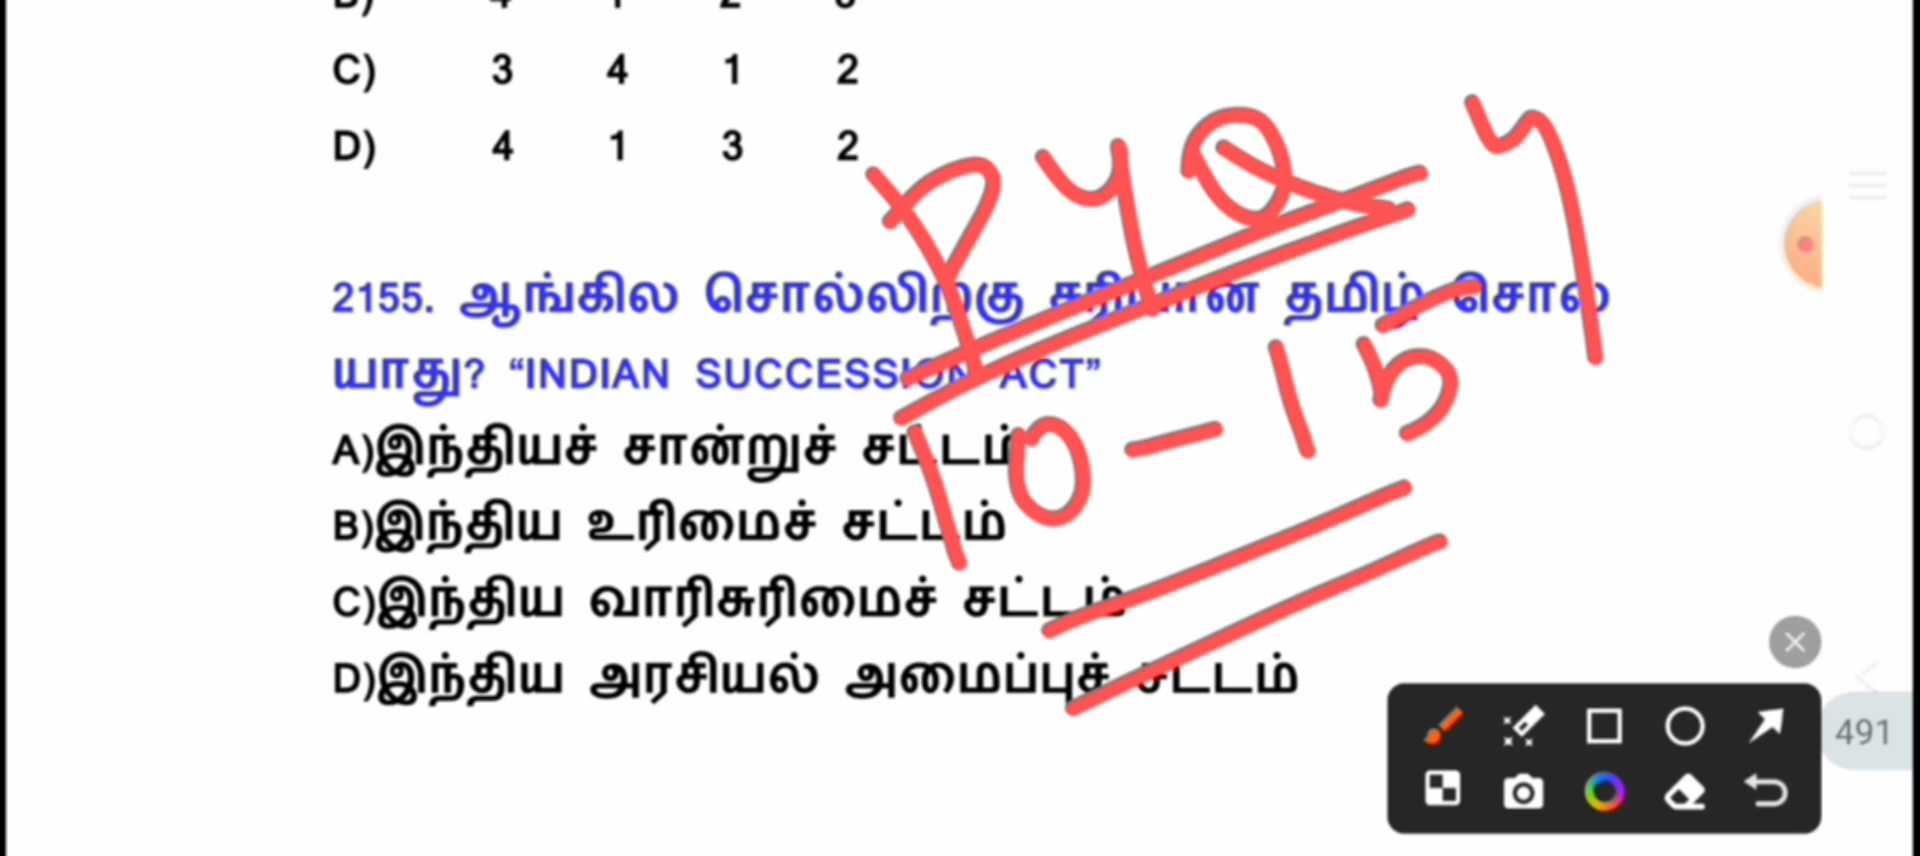 C) 3 4 1 2
D) 4 1 3 2
PYQ
2155. ஆங்கில சொல்லிற்கு சரியான தமிழ் சொல்
யாது? “INDIAN SUCCESSION ACT”
10-15
A)இந்தியச் சான்றுச் சட்டம்
B)இந்திய உரிமைச் சட்டம்
C)இந்திய வாரிசுரிமைச் சட்டம்
D)இந்திய அரசியல் அமைப்புச் சட்டம்
491